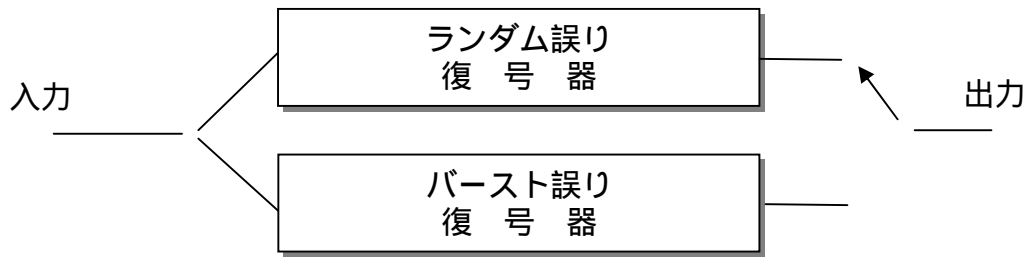 入力
ランダム誤り
復 号 器
バースト誤り
復 号 器
出力